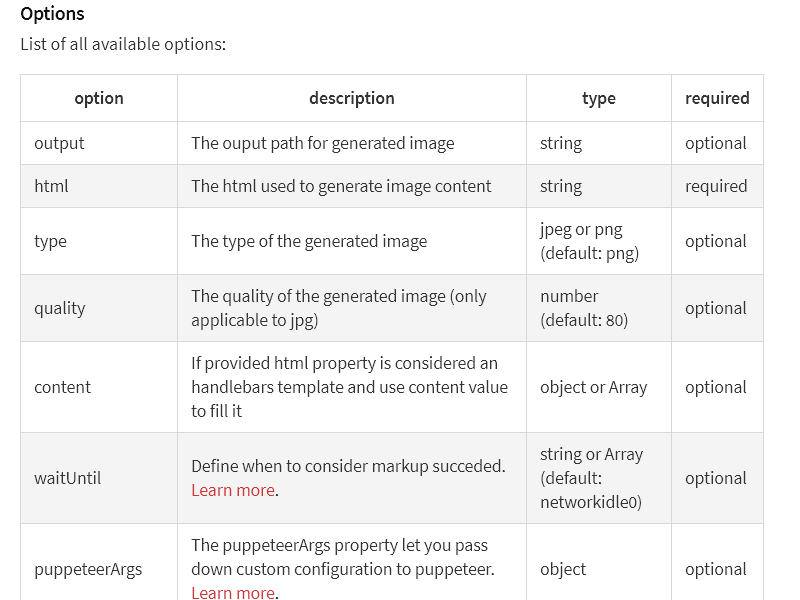 Options
List of all available options:
option description type required
output The ouput path for generated image string optional
html The html used to generate image content string required
type The type of the generated image jpeg or png (default: png) optional
quality The quality of the generated image (only applicable to jpg) number (default: 80) optional
content If provided html property is considered an handlebars template and use content value to fill it object or Array optional
waitUntil Define when to consider markup succeded. Learn more. string or Array (default: networkidle0) optional
puppeteerArgs The puppeteerArgs property let you pass down custom configuration to puppeteer. Learn more. object optional